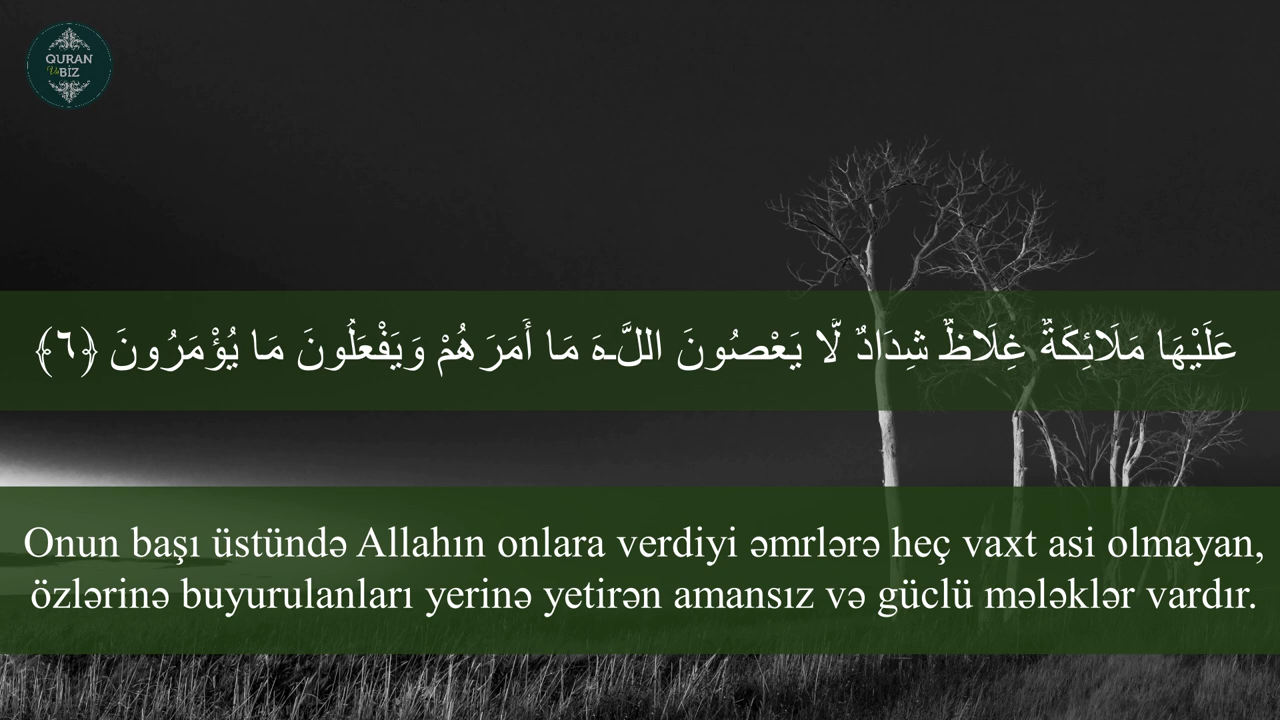 QURAN
Və BİZ
عَلَيْهَا مَلَائِكَةٌ غِلَاظٌ شِدَادٌ لَّا يَعْصُونَ اللَّـهَ مَا أَمَرَهُمْ وَيَفْعَلُونَ مَا يُؤْمَرُونَ ﴿٦﴾
Onun başı üstündə Allahın onlara verdiyi əmrlərə heç vaxt asi olmayan,
özlərinə buyurulanları yerinə yetirən amansız və güclü mələklər vardır.